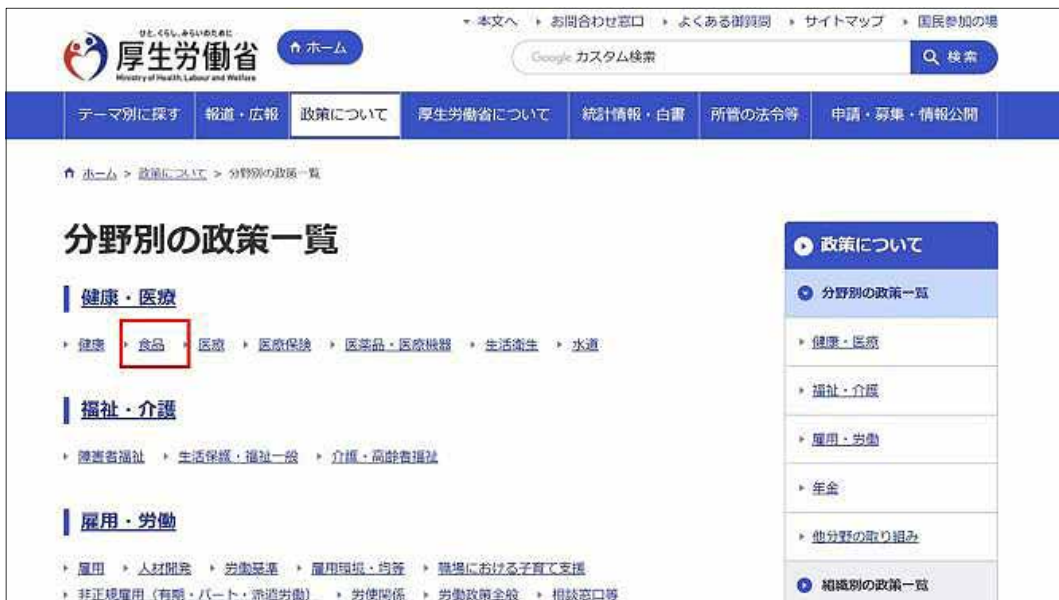 本文へ お問合わせ窓口 よくある御質問 サイトマップ 国民参加の場
ひと、くらし、みらいのために
厚生労働省
Ministry of Health, Labour and Welfare
ホーム
Google カスタム検索
検索
テーマ別に探す 報道・広報 政策について 厚生労働省について 統計情報・白書 所管の法令等 申請・募集・情報公開
ホーム > 政策について > 分野別の政策一覧
分野別の政策一覧
健康・医療
健康 食品 医療 医療保険 医薬品・医療機器 生活衛生 水道
福祉・介護
障害者福祉 生活保護・福祉一般 介護・高齢者福祉
雇用・労働
雇用 人材開発 労働基準 雇用環境・均等 職場における子育て支援
非正規雇用（有期・パート・派遣労働） 労使関係 労働政策全般 相談窓口等
政策について
分野別の政策一覧
健康・医療
福祉・介護
雇用・労働
年金
他分野の取り組み
組織別の政策一覧